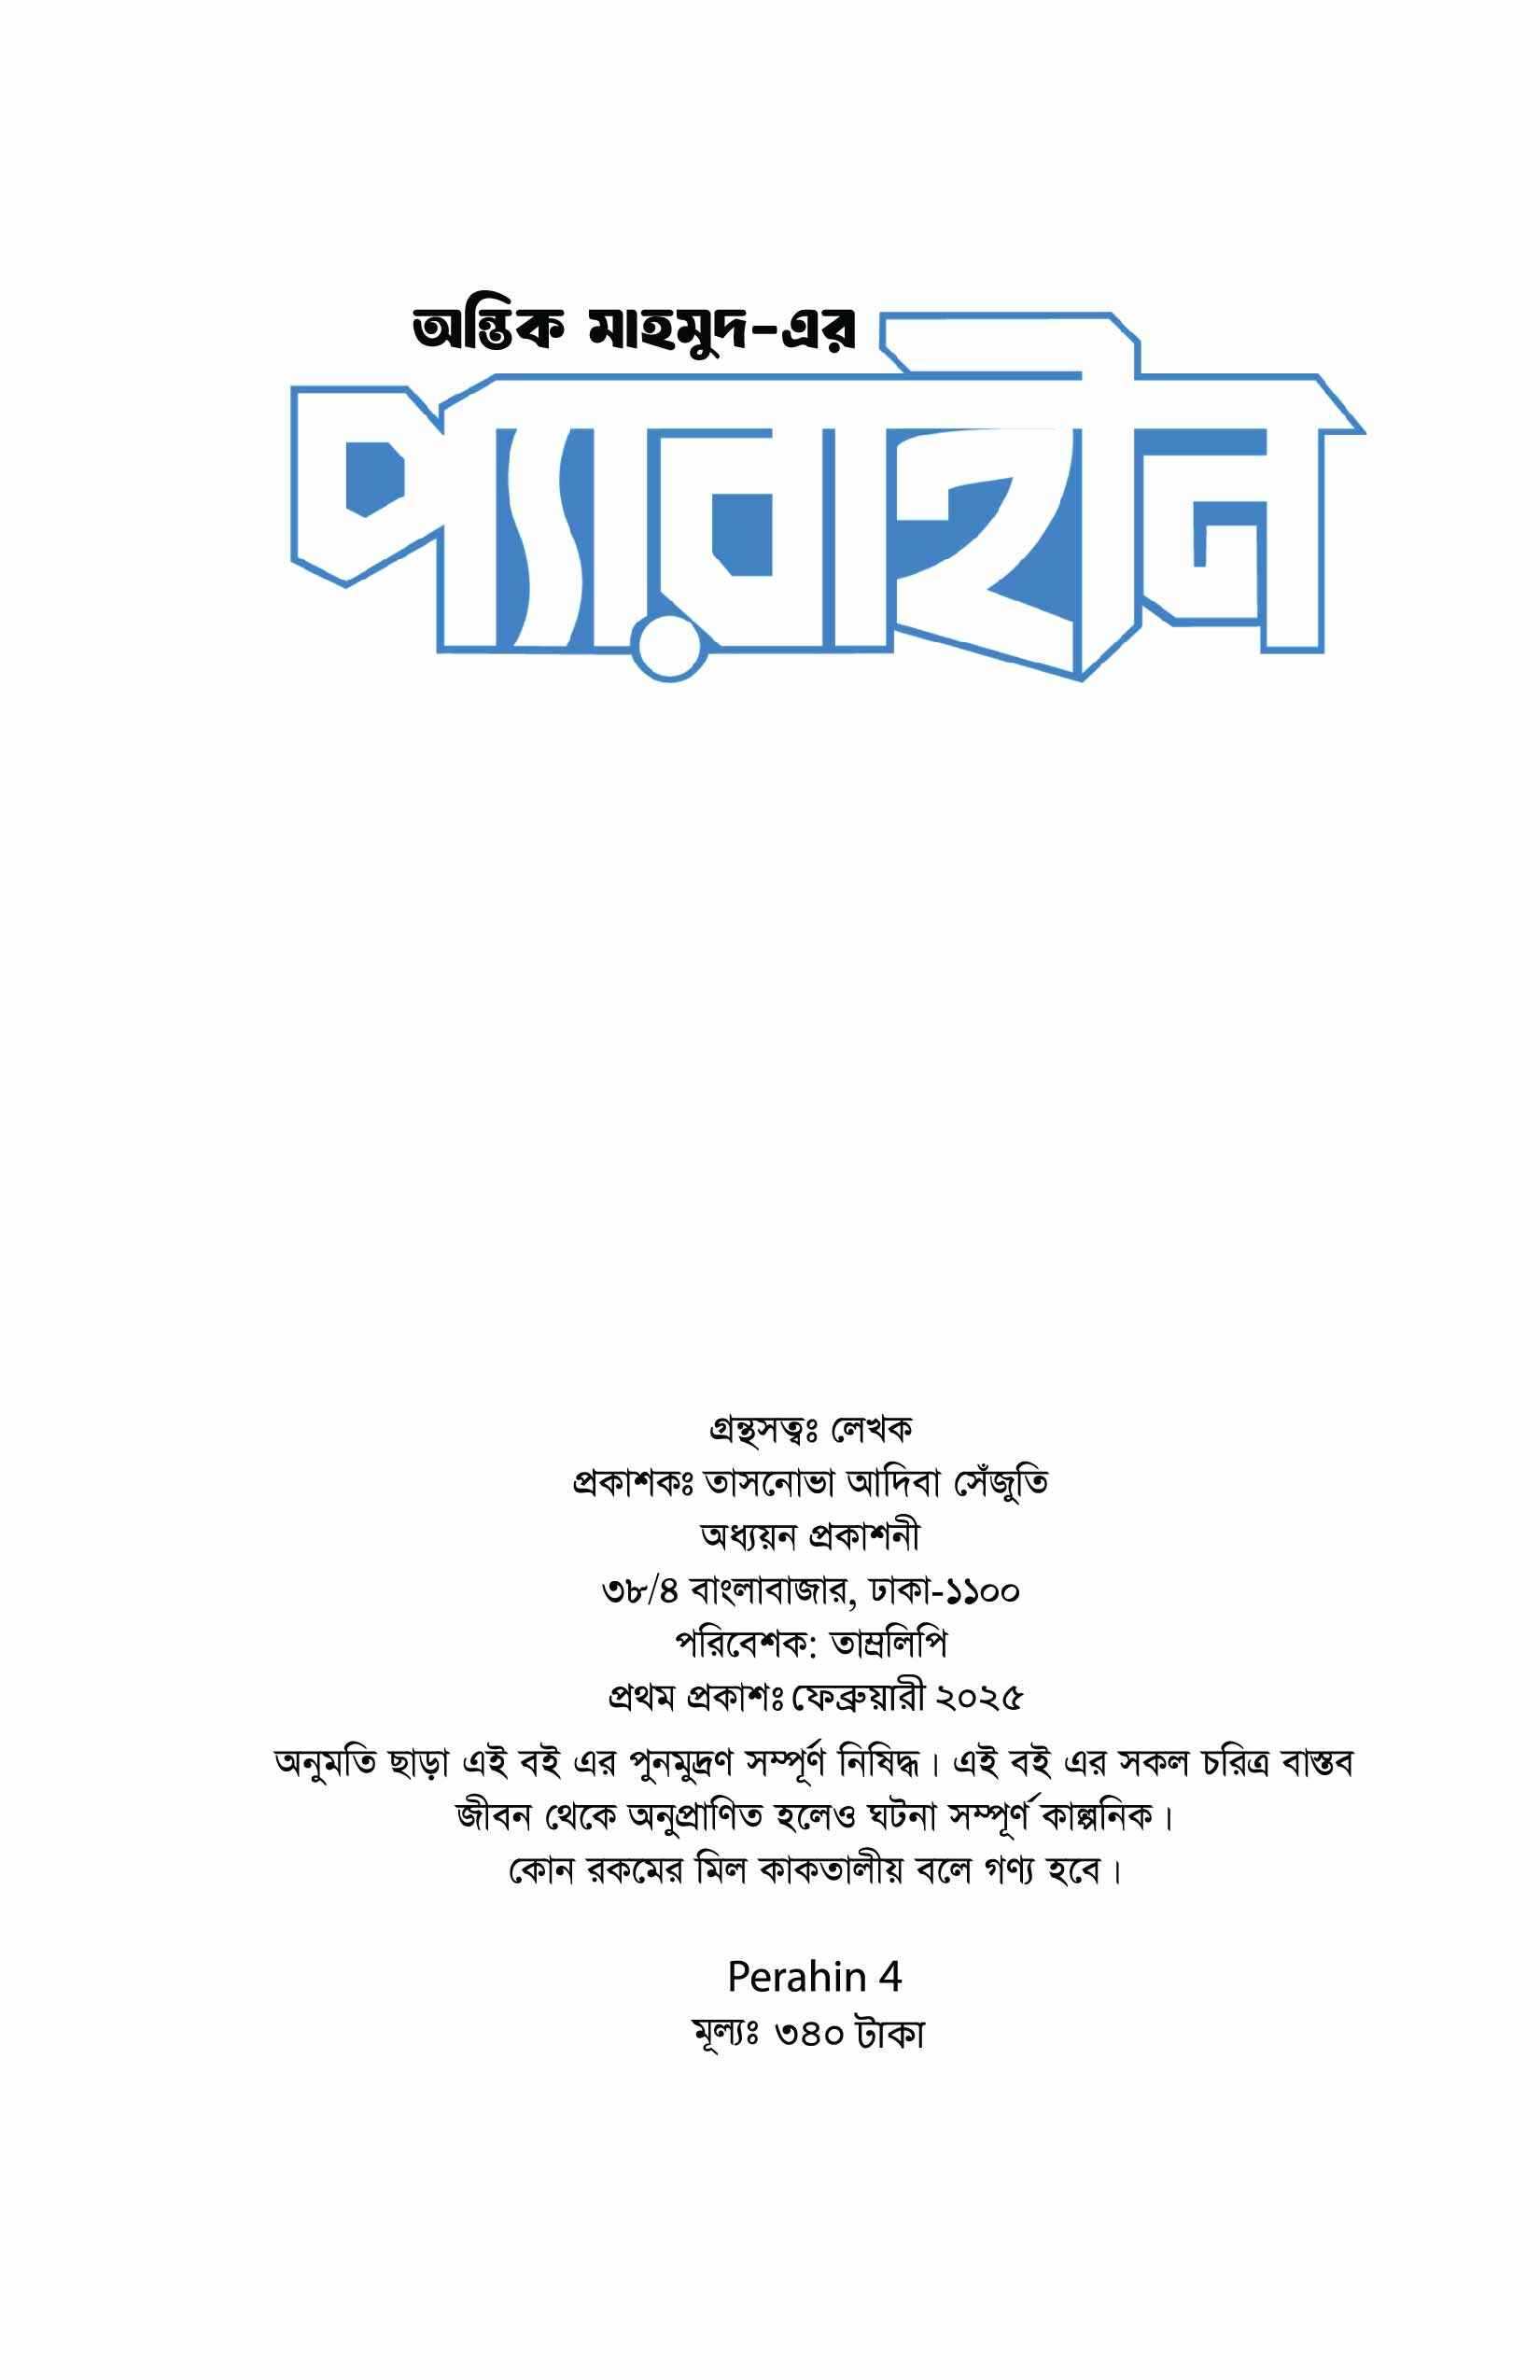 অন্তিক মাহমুদ-এর
প্যারাহীন
গ্রন্থসত্বঃ লেখক
প্রকাশকঃ তাসনোভা আদিবা সেঁজুতি
অধ্যয়ন প্রকাশনী
৩৮/৪ বাংলাবাজার, ঢাকা-১১০০
পরিবেশক: তাম্রলিপি
প্রথম প্রকাশঃ ফেব্রুয়ারী ২০২৫
অনুমতি ছাড়া এই বই এর পুনমুদ্রণ সম্পূর্ণ নিষিদ্ধ। এই বই এর সকল চরিত্র বাস্তব
জীবন থেকে অনুপ্রাণিত হলেও ঘটনা সম্পূর্ণ কাল্পনিক।
কোন রকমের মিল কাকতালীয় বলে গণ্য হবে।
Perahin 4
মূল্যঃ ৩৪০ টাকা